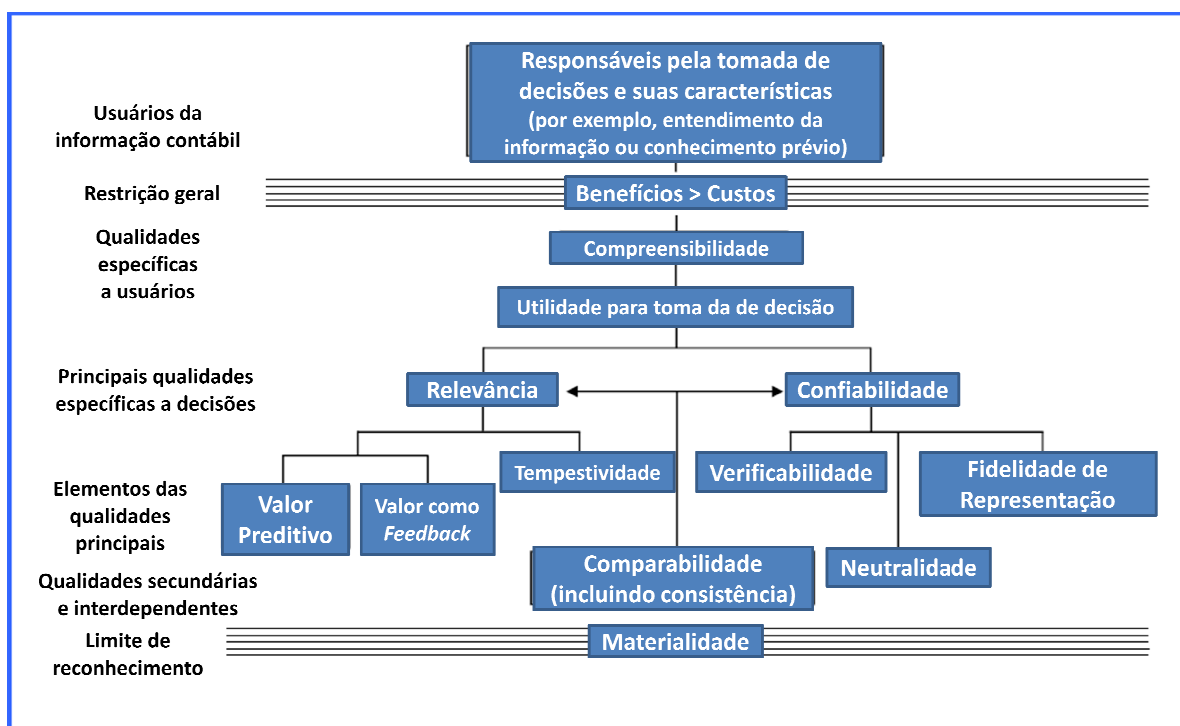 Responsáveis pela tomada de
decisões e suas características
(por exemplo, entendimento da
informação ou conhecimento prévio)
Usuários da
informação contábil
Restrição geral
Benefícios > Custos
Qualidades
específicas
a usuários
Compreensibilidade
Utilidade para toma da de decisão
Principais qualidades
específicas a decisões
Relevância
Confiabilidade
Elementos das
qualidades
principais
Valor
Preditivo
Valor como
Feedback
Tempestividade
Verificabilidade
Fidelidade de
Representação
Qualidades secundárias
e interdependentes
Comparabilidade
(incluindo consistência)
Neutralidade
Limite de
reconhecimento
Materialidade